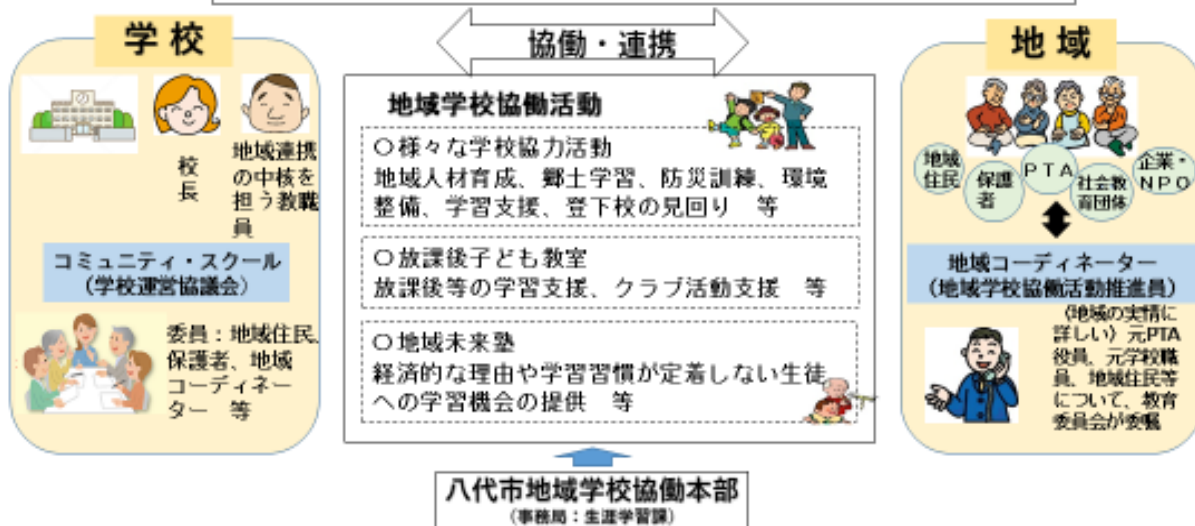 学校
校長
地域連携
の中核を
担う教職
員
コミュニティ・スクール
(学校運営協議会)
委員：地域住民、
保護者、地域
コーディネー
ター　等
協働・連携
地域学校協働活動
〇様々な学校協力活動
地域人材育成、郷土学習、防災訓練、環境
整備、学習支援、登下校の見回り　等
〇放課後子ども教室
放課後等の学習支援、クラブ活動支援　等
〇地域未来塾
経済的な理由や学習習慣が定着しない生徒
への学習機会の提供　等
八代市地域学校協働本部
(事務局：生涯学習課)
地域
地域
住民
保護
者
PTA
社会教
育団体
企業・
NPO
地域コーディネーター
(地域学校協働活動推進員)
(地域の実情に
詳しい）元PTA
役員、元学校職
員、地域住民等
について、教育
委員会が委嘱